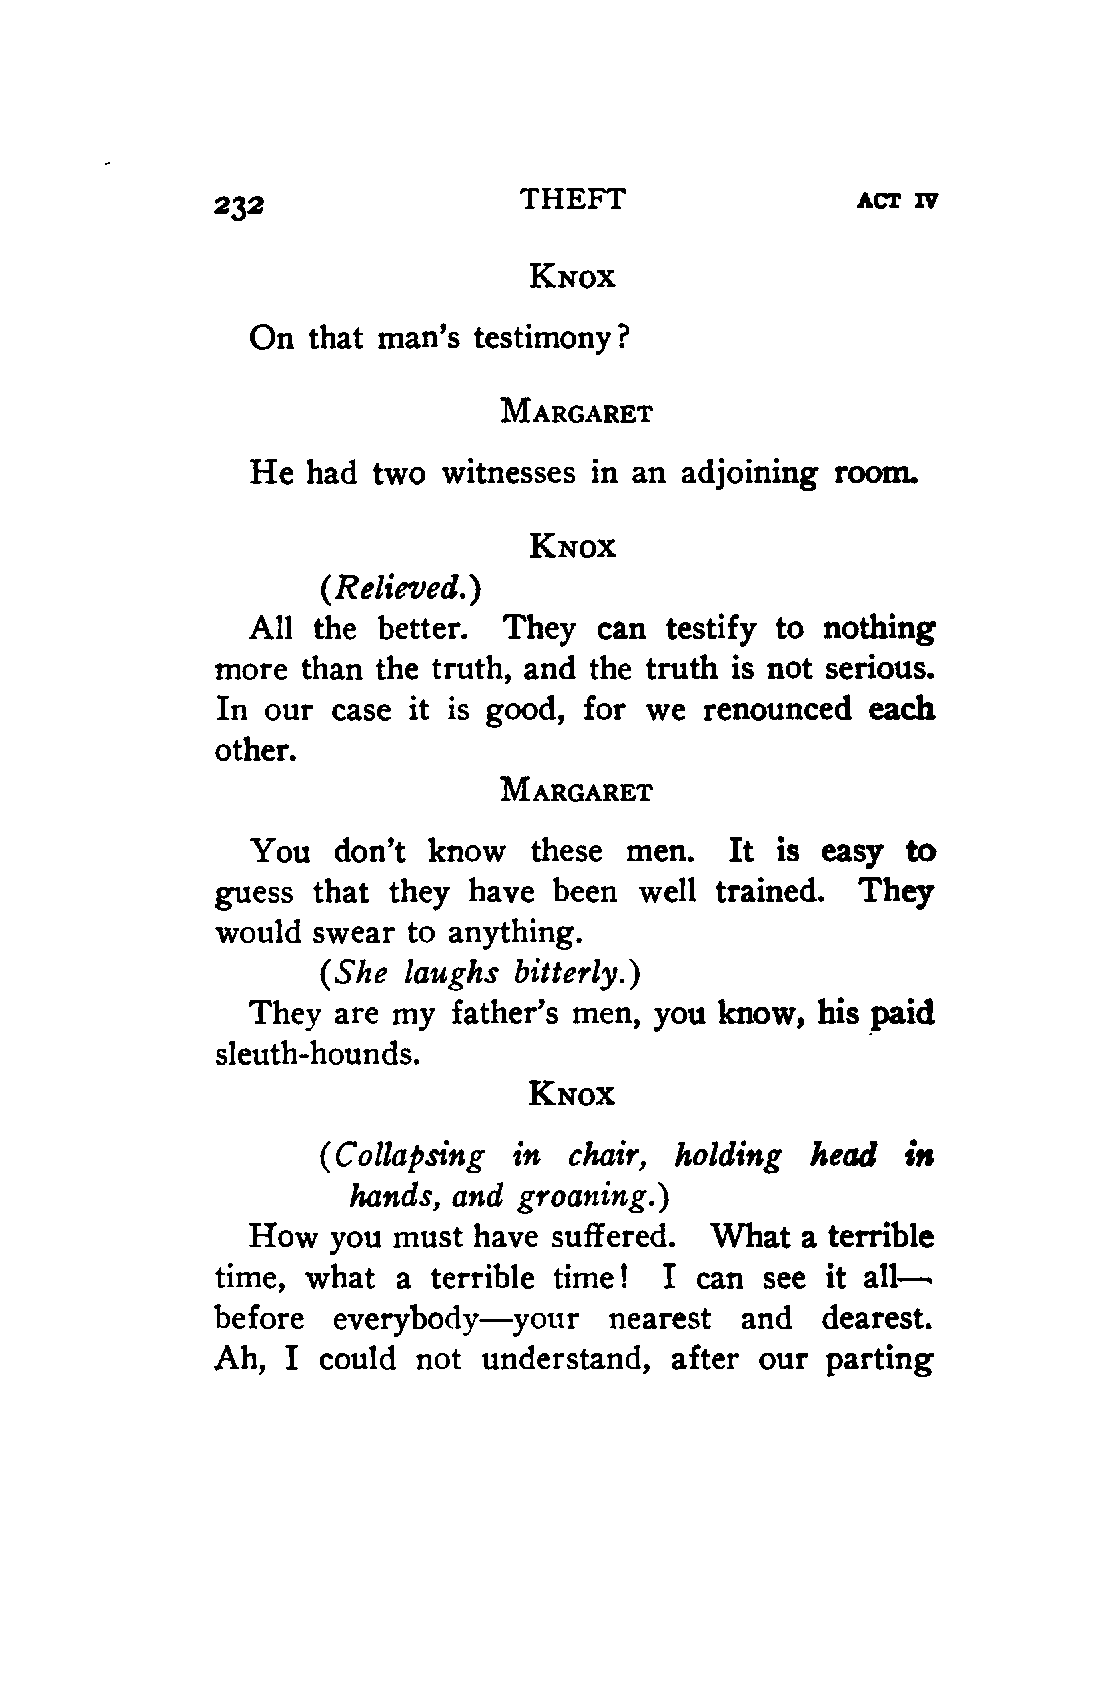 232 THEFT ACT IV
KNOX
On that man's testimony?
MARGARET
He had two witnesses in an adjoining room.
KNOX
(Relieved.)
All the better. They can testify to nothing
more than the truth, and the truth is not serious.
In our case it is good, for we renounced each
other.
MARGARET
You don't know these men. It is easy to
guess that they have been well trained. They
would swear to anything.
(She laughs bitterly.)
They are my father's men, you know, his paid
sleuth-hounds.
KNOX
(Collapsing in chair, holding head in
hands, and groaning.)
How you must have suffered. What a terrible
time, what a terrible time! I can see it all—
before everybody—your nearest and dearest.
Ah, I could not understand, after our parting